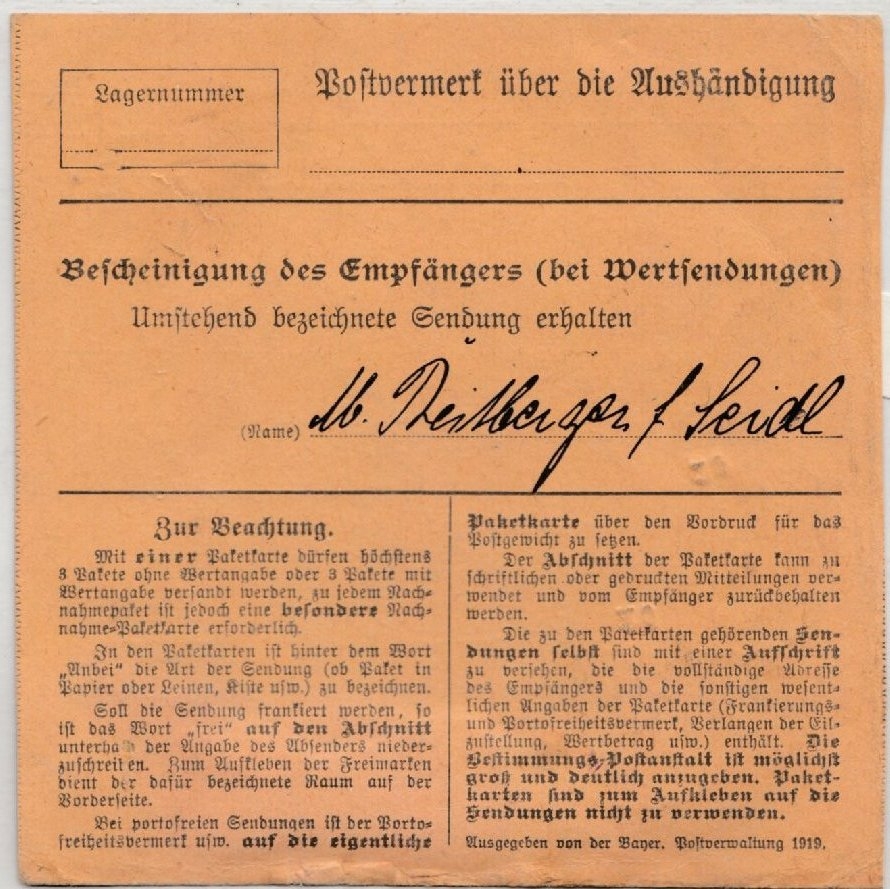 Lagernummer
Postvermerk über die Aushändigung
Bescheinigung des Empfängers (bei Wertsendungen)
Umstehend bezeichnete Sendung erhalten
(Name) M. Reitberger f Seidl
Zur Beachtung.
Mit einer Paketkarte dürfen höchstens
3 Pakete ohne Wertangabe oder 3 Pakete mit
Wertangabe versandt werden, zu jedem Nach-
nahmepaket ist jedoch eine besondere Nach-
nahme-Paketkarte erforderlich.
In den Paketkarten ist hinter dem Wort
„Anbei“ die Art der Sendung (ob Paket in
Papier oder Leinen, Kiste usw.) zu bezeichnen.
Soll die Sendung frankiert werden, so
ist das Wort „frei“ auf den Abschnitt
unterhalb der Angabe des Absenders nieder-
zuschreiben. Zum Aufkleben der Freimarken
dient der dafür bezeichnete Raum auf der
Vorderseite.
Bei portofreien Sendungen ist der Porto-
freiheitsvermerk usw. auf die eigentliche
Paketkarte über den Vordruck für das
Postgewicht zu setzen.
Der Abschnitt der Paketkarte kann zu
schriftlichen oder gedruckten Mitteilungen ver-
wendet und vom Empfänger zurückbehalten
werden.
Die zu den Paketkarten gehörenden Sen-
dungen selbst sind mit einer Aufschrift
zu versehen, die die vollständige Adresse
des Empfängers und die sonstigen wesent-
lichen Angaben der Paketkarte (Frankierungs-
und Portofreiheitsvermerk, Verlangen der Eil-
zustellung, Wertbetrag usw.) enthält. Die
Bestimmungs-Postanstalt ist möglichst
groß und deutlich anzugeben. Paket-
karten sind zum Aufkleben auf die
Sendungen nicht zu verwenden.
Ausgegeben von der Bayer. Postverwaltung 1919.